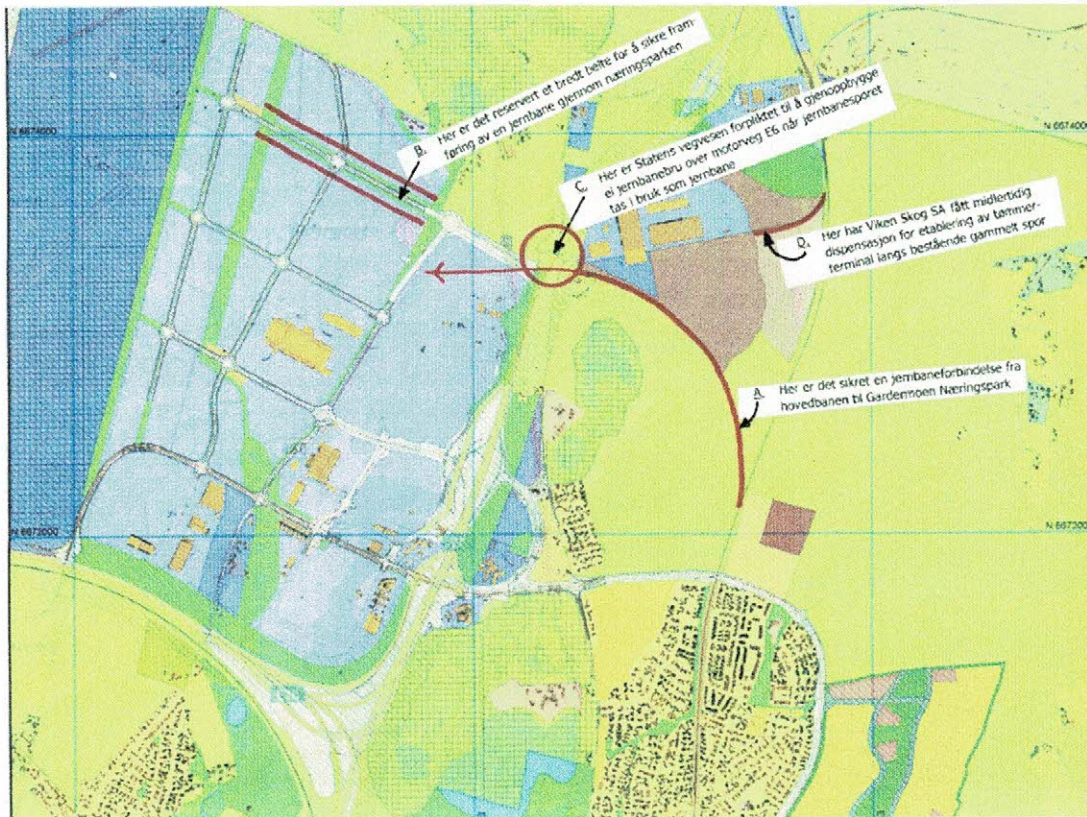 B. Her er det reservert et bredt belte for å sikre fram-
føring av en jernbane gjennom næringsparken
C. Her er Statens vegvesen forpliktet til å gjenoppbygge
ei jernbanebru over motorveg E6 når jernbanesporet
tas i bruk som jernbane
N 6674000
N 6674000
D. Her har Viken Skog SA fått midlertidig
dispensasjon for etablering av tømmer-
terminal langs bestående gammelt spor
A. Her er det sikret en jernbaneforbindelse fra
hovedbanen til Gardermoen Næringspark
N 6673000
N 6673000